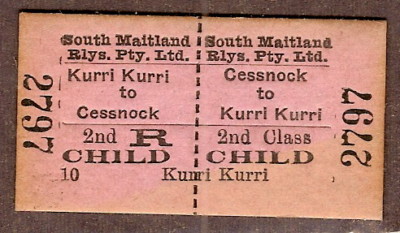 South Maitland
Rlys. Pty. Ltd.
Kurri Kurri
to
Cessnock
2nd R
CHILD
2797
South Maitland
Rlys. Pty. Ltd.
Cessnock
to
Kurri Kurri
2nd Class
CHILD
2797
10 Kurri Kurri